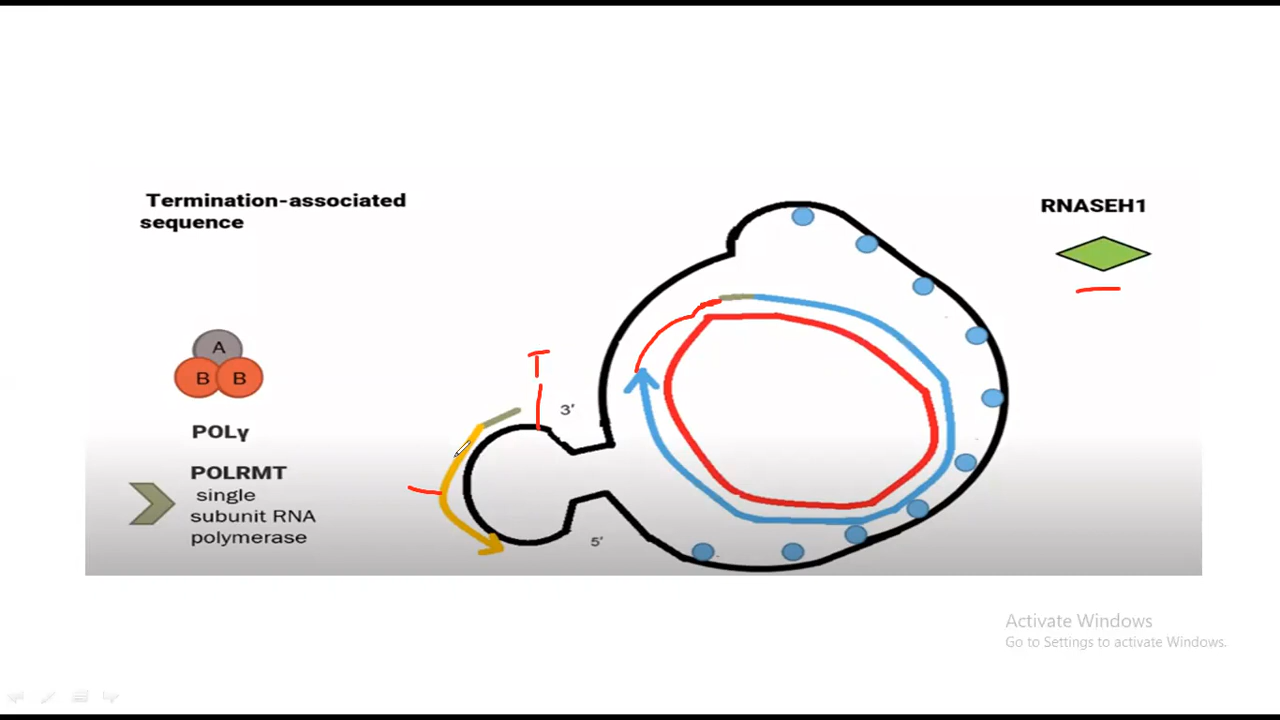 Termination-associated
sequence
RNASEH1
A
B B
POLγ
POLRMT
single
subunit RNA
polymerase
3'
5'
Activate Windows
Go to Settings to activate Windows.